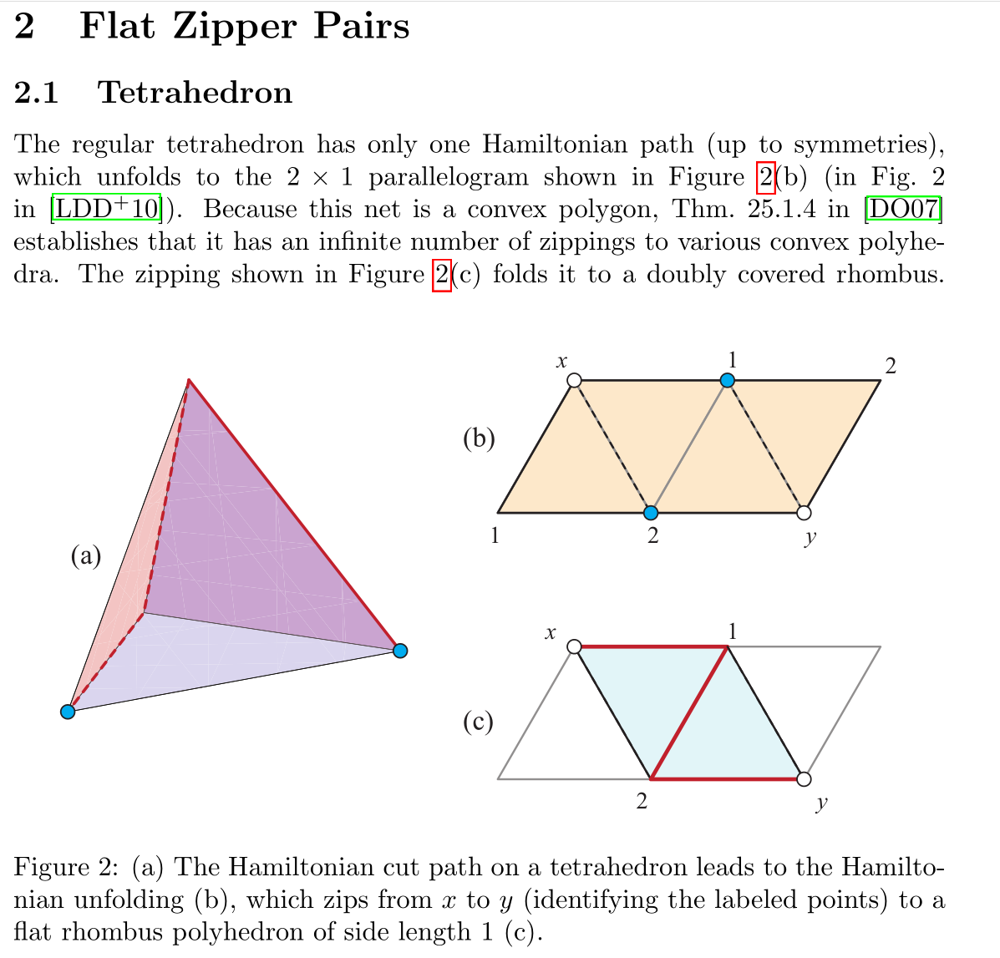 2 Flat Zipper Pairs
2.1 Tetrahedron
The regular tetrahedron has only one Hamiltonian path (up to symmetries),
which unfolds to the 2 × 1 parallelogram shown in Figure 2(b) (in Fig. 2
in [LDD+10]). Because this net is a convex polygon, Thm. 25.1.4 in [DO07]
establishes that it has an infinite number of zippings to various convex polyhe-
dra. The zipping shown in Figure 2(c) folds it to a doubly covered rhombus.
x
1
2
(b)
1
2
y
(a)
x
1
(c)
2
y
Figure 2: (a) The Hamiltonian cut path on a tetrahedron leads to the Hamilto-
nian unfolding (b), which zips from x to y (identifying the labeled points) to a
flat rhombus polyhedron of side length 1 (c).